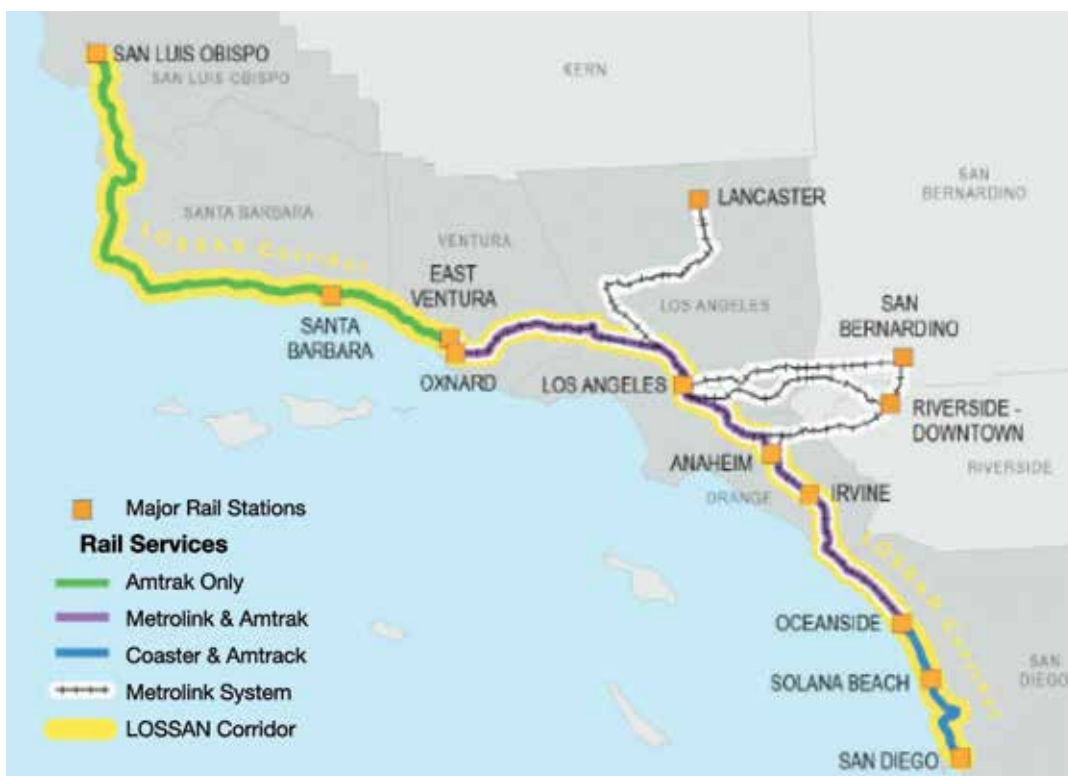 SAN LUIS OBISPO
SAN LUIS OBISPO
KERN
SAN
BERNARDINO
LANCASTER
SANTA BARBARA
LOSSAN Corridor
VENTURA
EAST
VENTURA
LOS ANGELES
SAN
BERNARDINO
SANTA
BARBARA
OXNARD
LOS ANGELES
RIVERSIDE -
DOWNTOWN
ANAHEIM
RIVERSIDE
ORANGE
IRVINE
LOSSAN Corridor
OCEANSIDE
SOLANA BEACH
SAN
DIEGO
SAN DIEGO
Major Rail Stations
Rail Services
Amtrak Only
Metrolink & Amtrak
Coaster & Amtrack
Metrolink System
LOSSAN Corridor